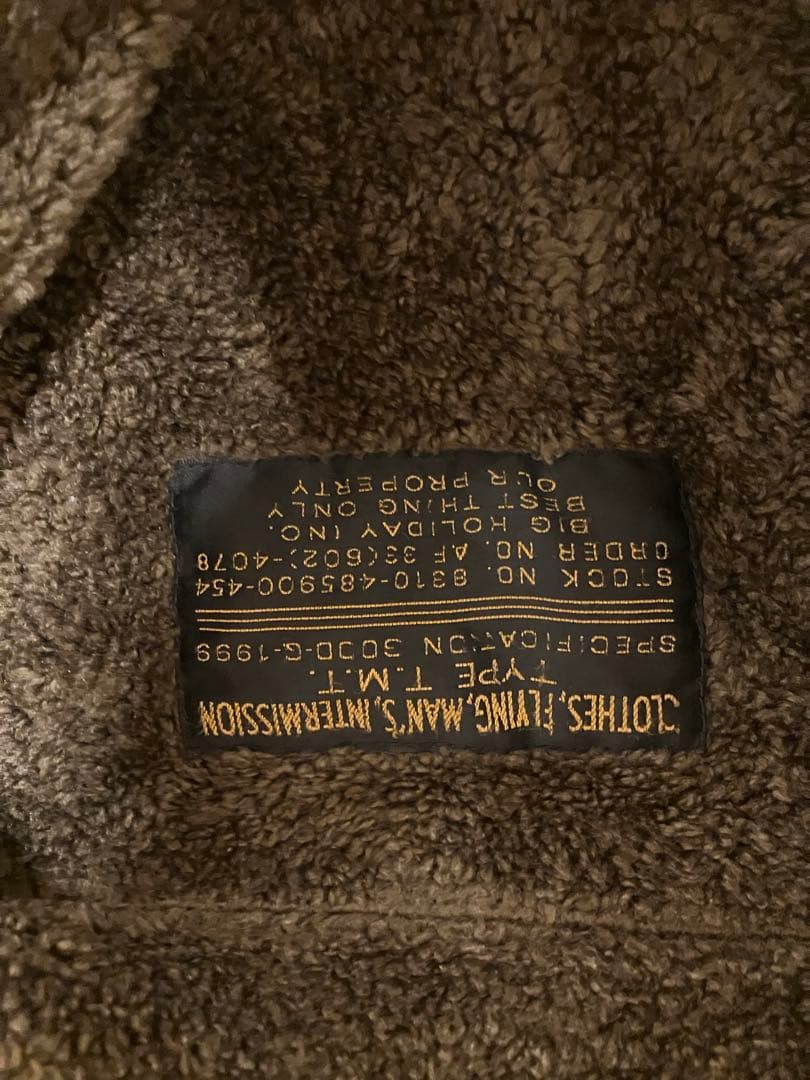 CLOTHES, FLYING, MAN'S, INTERMISSION
TYPE T.M.T.
SPECIFICATION 300D-G-1999
STOCK NO. 8310-485900-454
ORDER NO. AF 33(602)-4078
BIG HOLIDAY INC.
BEST THING ONLY
OUR PROPERTY